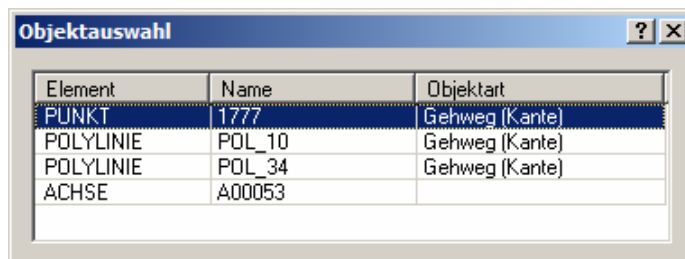 Objektauswahl ? ×
Element Name Objektart
PUNKT 1777 Gehweg (Kante)
POLYLINIE POL_10 Gehweg (Kante)
POLYLINIE POL_34 Gehweg (Kante)
ACHSE A00053